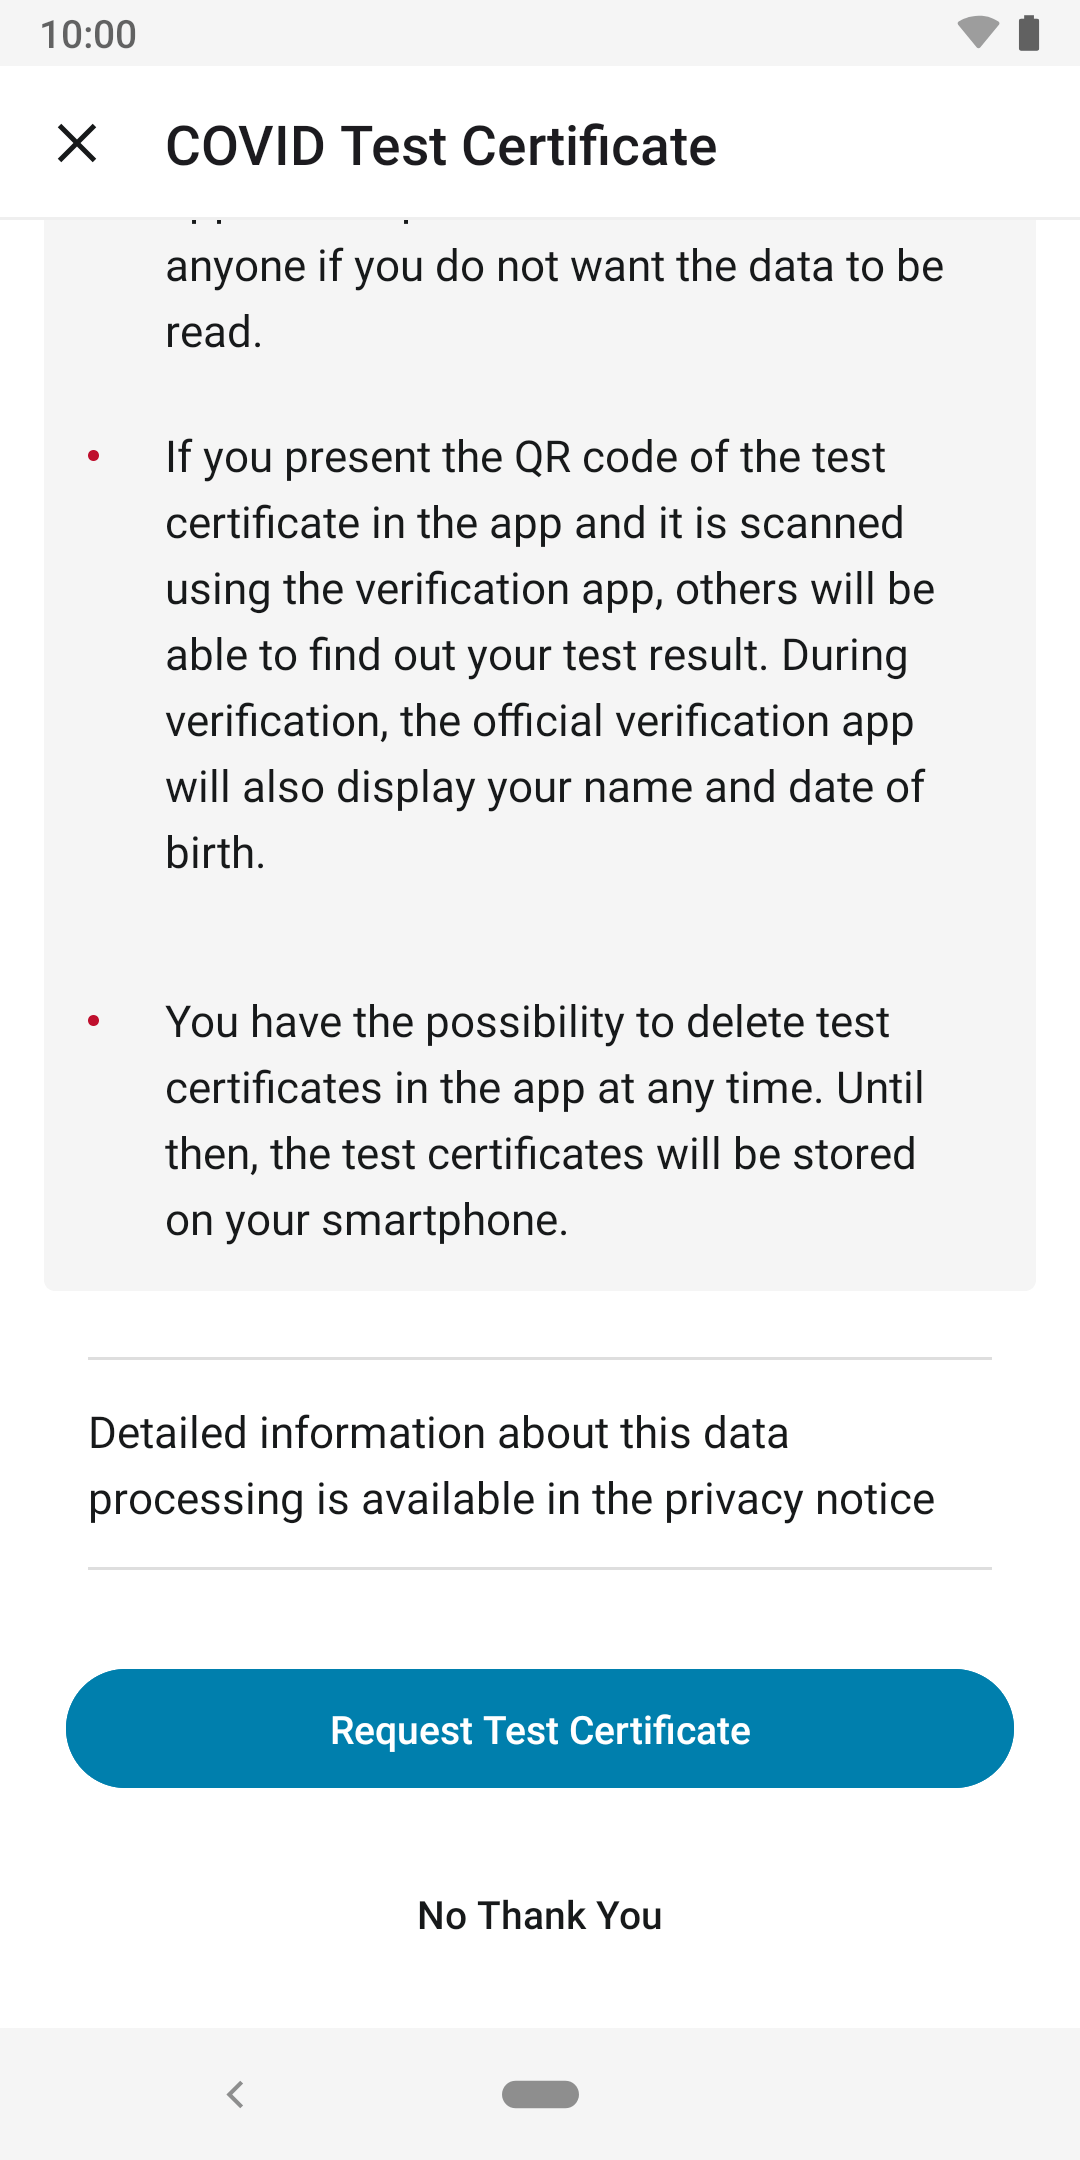 10:00
COVID Test Certificate
anyone if you do not want the data to be
read.
• If you present the QR code of the test
certificate in the app and it is scanned
using the verification app, others will be
able to find out your test result. During
verification, the official verification app
will also display your name and date of
birth.
• You have the possibility to delete test
certificates in the app at any time. Until
then, the test certificates will be stored
on your smartphone.
Detailed information about this data
processing is available in the privacy notice
Request Test Certificate
No Thank You